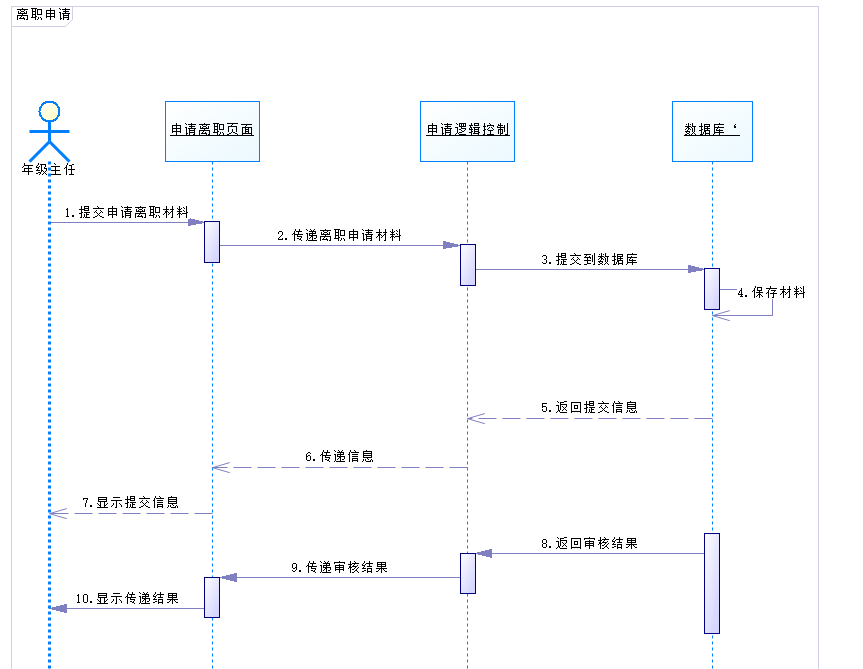 离职申请
申请离职页面
申请逻辑控制
数据库‘
年级主任
1.提交申请离职材料
2.传递离职申请材料
3.提交到数据库
4.保存材料
5.返回提交信息
6.传递信息
7.显示提交信息
8.返回审核结果
9.传递审核结果
10.显示传递结果